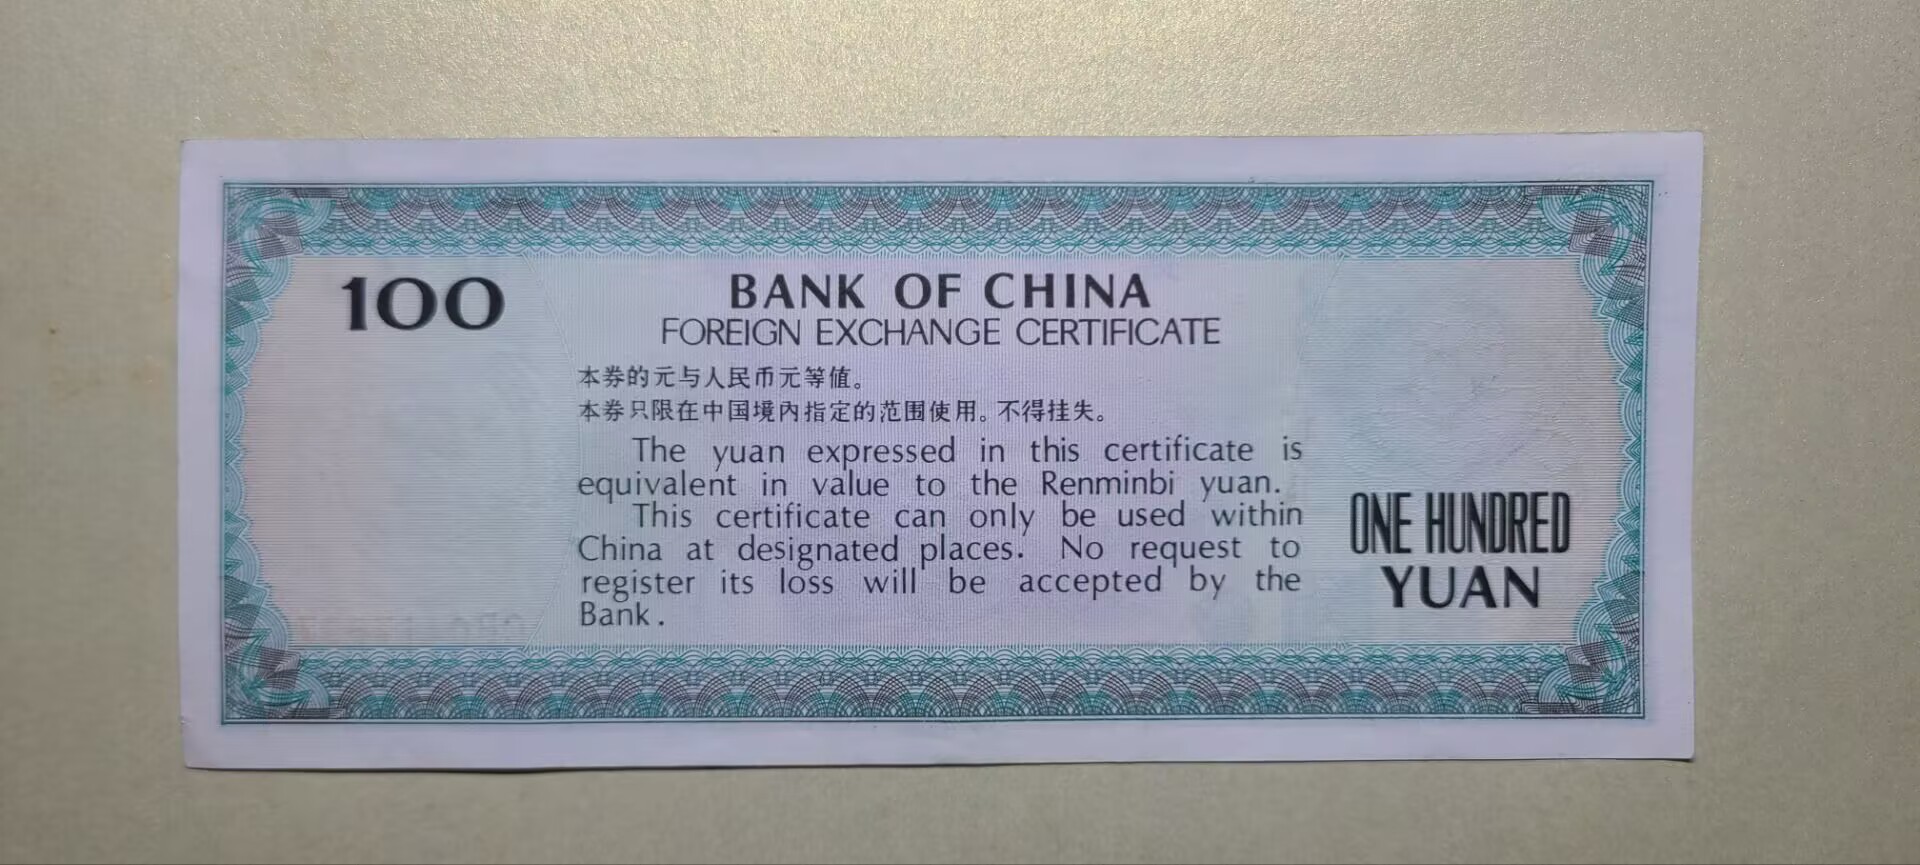 100
BANK OF CHINA
FOREIGN EXCHANGE CERTIFICATE
本券的元与人民币元等值。
本券只限在中国境内指定的范围使用。不得挂失。
The yuan expressed in this certificate is
equivalent in value to the Renminbi yuan.
This certificate can only be used within
China at designated places. No request to
register its loss will be accepted by the
Bank.
ONE HUNDRED
YUAN